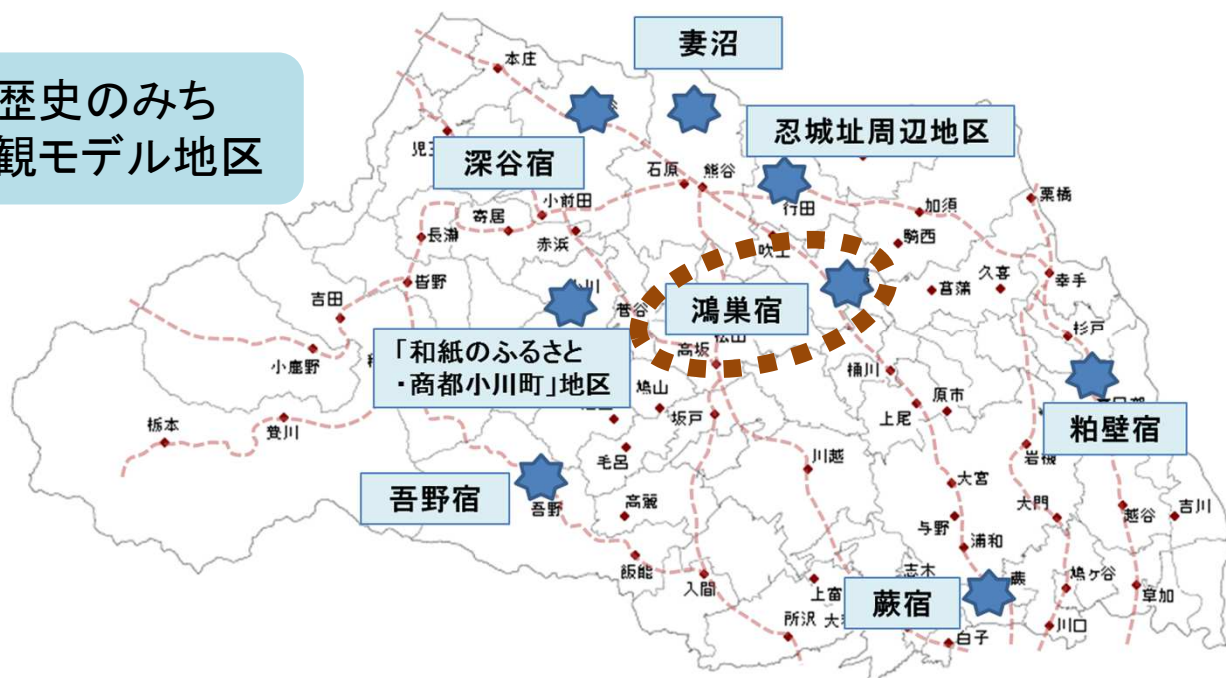 歴史のみち
観モデル地区
妻沼
忍城址周辺地区
深谷宿
鴻巣宿
「和紙のふるさと
・商都小川町」地区
粕壁宿
吾野宿
蕨宿
本庄
石原
熊谷
行田
加須
栗橋
小前田
寄居
赤浜
長瀞
皆野
吉田
小鹿野
騎西
久喜
菖蒲
幸手
杉戸
吹上
小川
菅谷
松山
高坂
鳩山
坂戸
桶川
上尾
原市
栃本
贄川
毛呂
川越
岩槻
大宮
大門
越谷
吉川
与野
浦和
吾野
高麗
飯能
入間
志木
蕨
鳩ヶ谷
草加
上富
所沢
白子
川口